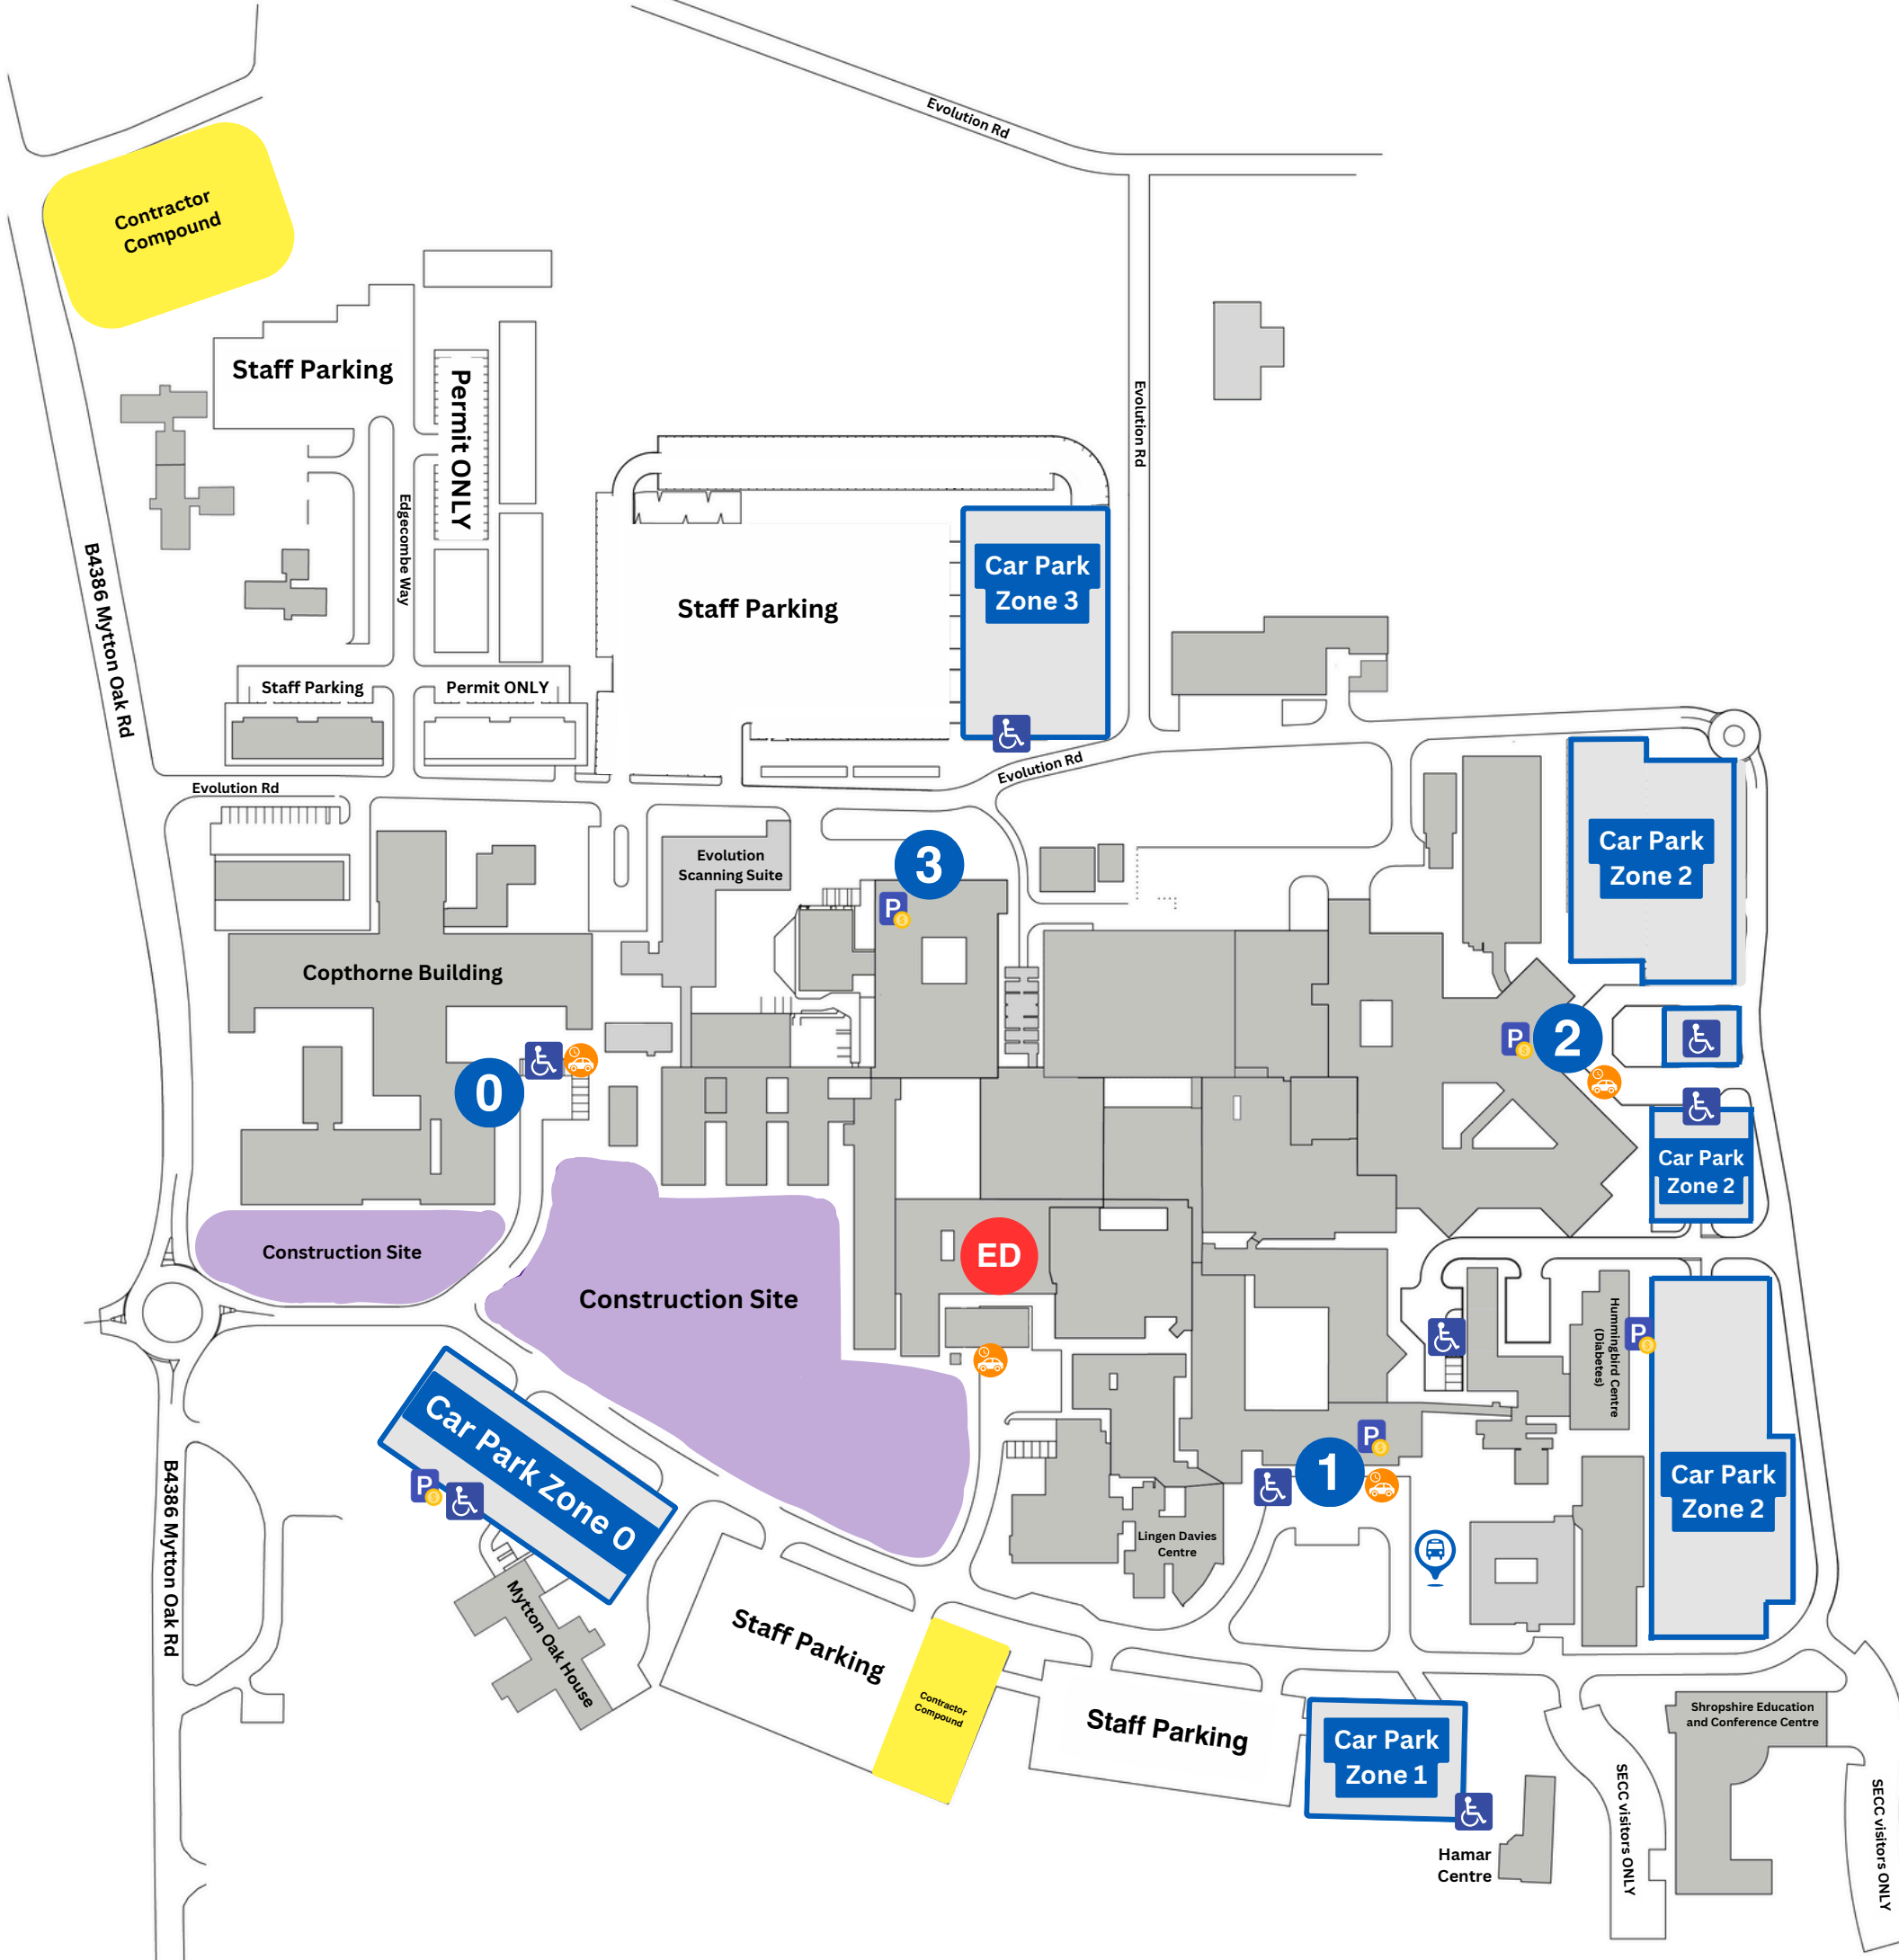 Evolution Rd
Contractor
Compound
Staff Parking
Permit ONLY
Evolution Rd
Edgecombe Way
B4386 Mytton Oak Rd
Car Park
Zone 3
Staff Parking
Staff Parking
Permit ONLY
Evolution Rd
Evolution Rd
Car Park
Zone 2
Evolution
Scanning Suite
3
P
Copthorne Building
P
2
0
Car Park
Zone 2
Construction Site
ED
Construction Site
Hummingbird Centre
(Diabetes)
P
Car Park Zone 0
P
P
1
Car Park
Zone 2
Lingen Davies
Centre
B4386 Mytton Oak Rd
Mytton Oak House
Staff Parking
Contractor
Compound
Staff Parking
Car Park
Zone 1
Shropshire Education
and Conference Centre
Hamar
Centre
SECC visitors ONLY
SECC visitors ONLY